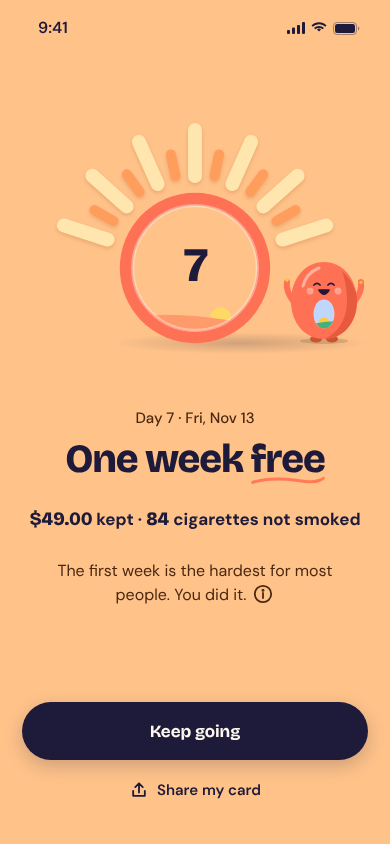 9:41
7
Day 7 · Fri, Nov 13
One week free
$49.00 kept · 84 cigarettes not smoked
The first week is the hardest for most
people. You did it.
Keep going
Share my card